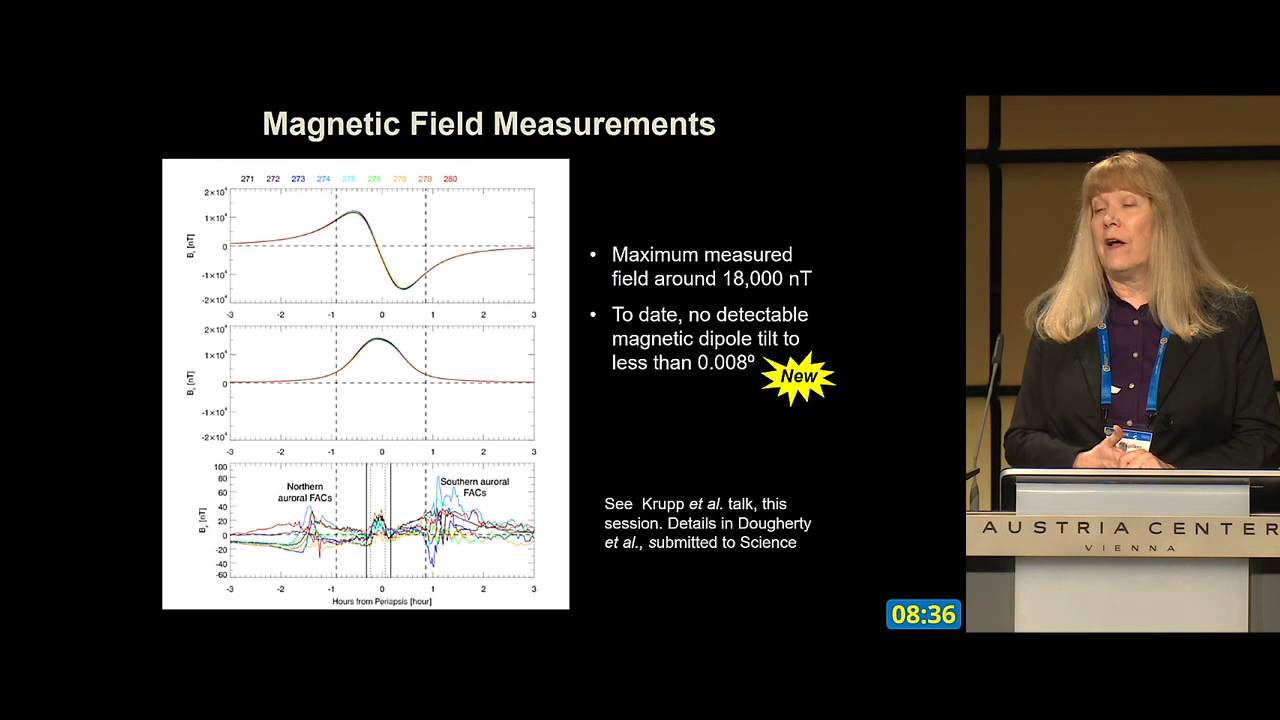 Magnetic Field Measurements
271 272 273 274 275 276 278 279 280
2×10⁴
1×10⁴
0
-1×10⁴
-2×10⁴
[nT]
-3 -2 -1 0 1 2 3
2×10⁴
1×10⁴
0
-1×10⁴
-2×10⁴
[nT]
-3 -2 -1 0 1 2 3
100
80
60
40
20
0
-20
-40
-60
[nT]
Northern
auroral FACs
Southern auroral
FACs
-3 -2 -1 0 1 2 3
Hours from Periapsis [hour]
• Maximum measured
field around 18,000 nT
• To date, no detectable
magnetic dipole tilt to
less than 0.008º
New
See Krupp et al. talk, this
session. Details in Dougherty
et al., submitted to Science
08:36
AUSTRIA CENTER
VIENNA